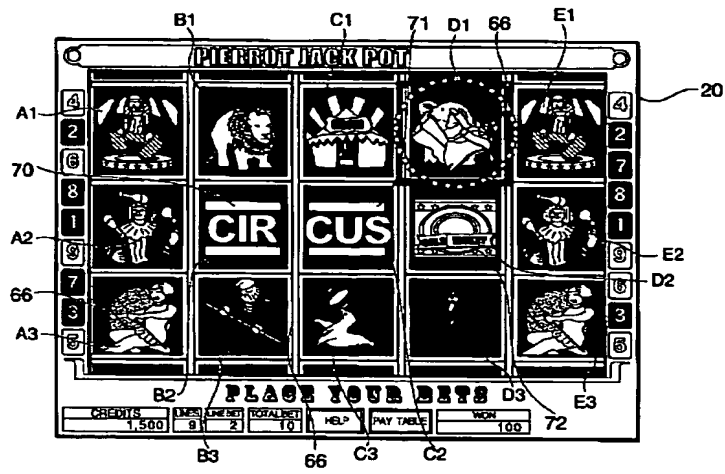 B1 C1 71 D1 66 E1
PIERROT JACK POT
20
A1 4 4
2 2
6 7
70 8 8
CIR CUS
A2 1 1 E2
9 9 D2
66 7 6
3 3
A3 5 5
B2 D3 E3
PLACE YOUR BETS
CREDITS LINES LINE BET TOTAL BET HELP PAY TABLE WON
1,500 9 2 10 100
72
B3 66 C3 C2